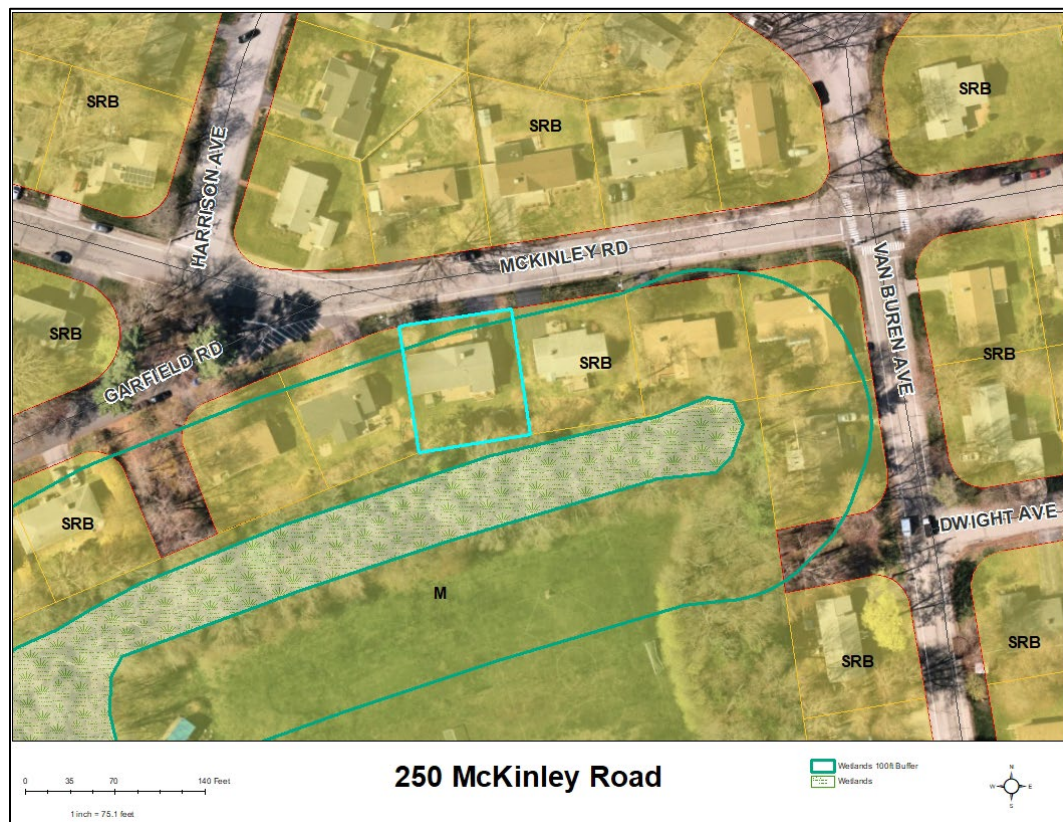 SRB
SRB
SRB
HARRISON AVE
MCKINLEY RD
SRB
GARFIELD RD
SRB
VAN BUREN AVE
SRB
SRB
DWIGHT AVE
M
SRB
SRB
0 35 70 140 Feet
1 inch = 75.1 feet
250 McKinley Road
Wetlands 100ft Buffer
Wetlands
N
W E
S